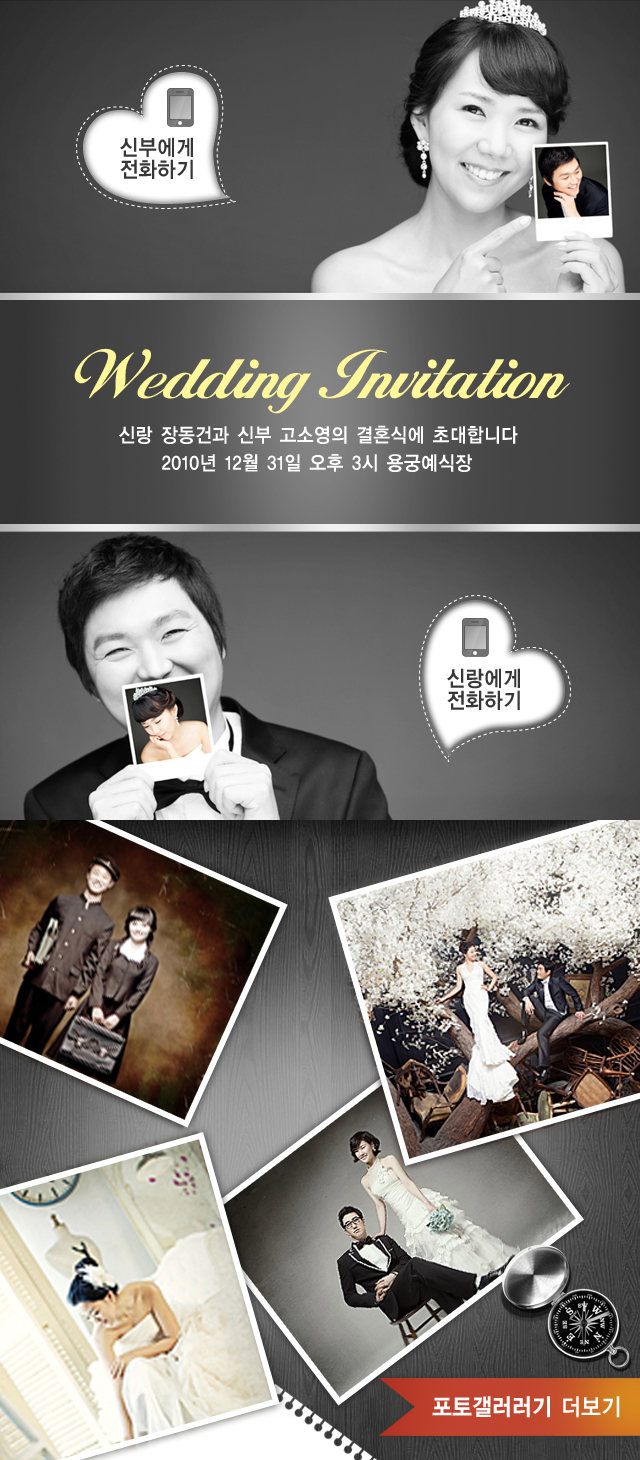 신부에게
전화하기
Wedding Invitation
신랑 장동건과 신부 고소영의 결혼식에 초대합니다
2010년 12월 31일 오후 3시 용궁예식장
신랑에게
전화하기
포토갤러러기 더보기